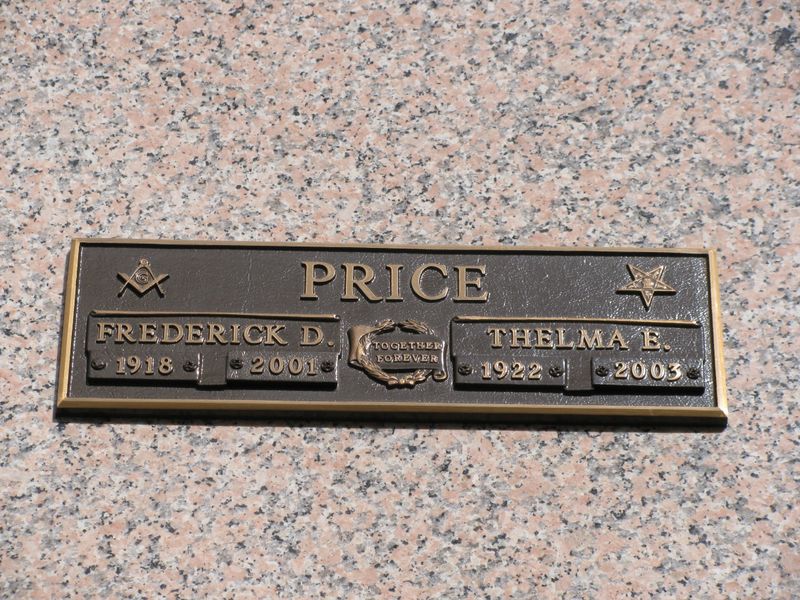 PRICE
FREDERICK D.
1918 2001
TOGETHER
FOREVER
THELMA E.
1922 2003